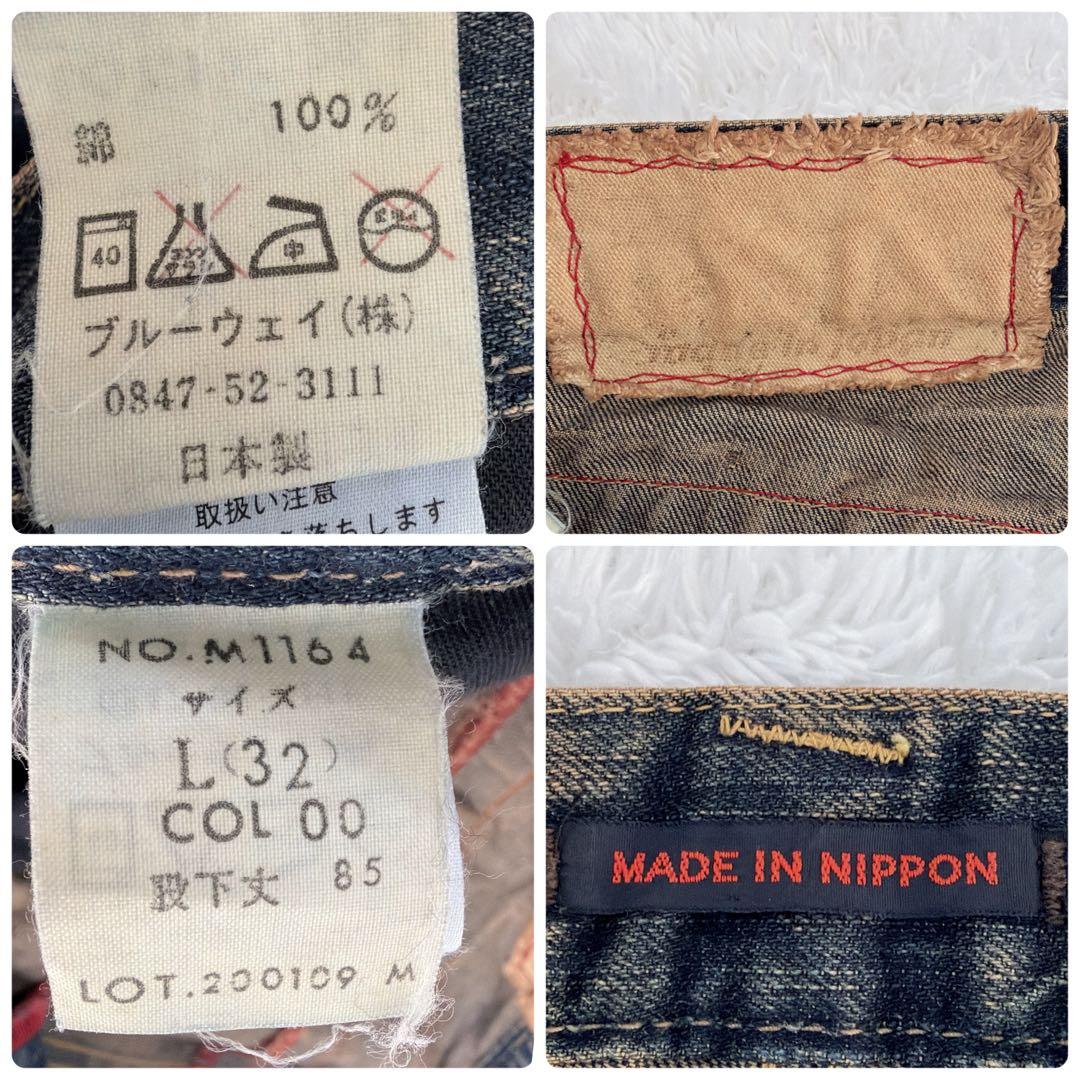 綿 100%
40
中
ブルーウェイ(株)
0847-52-3111
日本製
取扱い注意
落ちします
NO.M1164
サイズ
L(32)
COL 00
股下丈 85
LOT.200109 M
MADE IN NIPPON